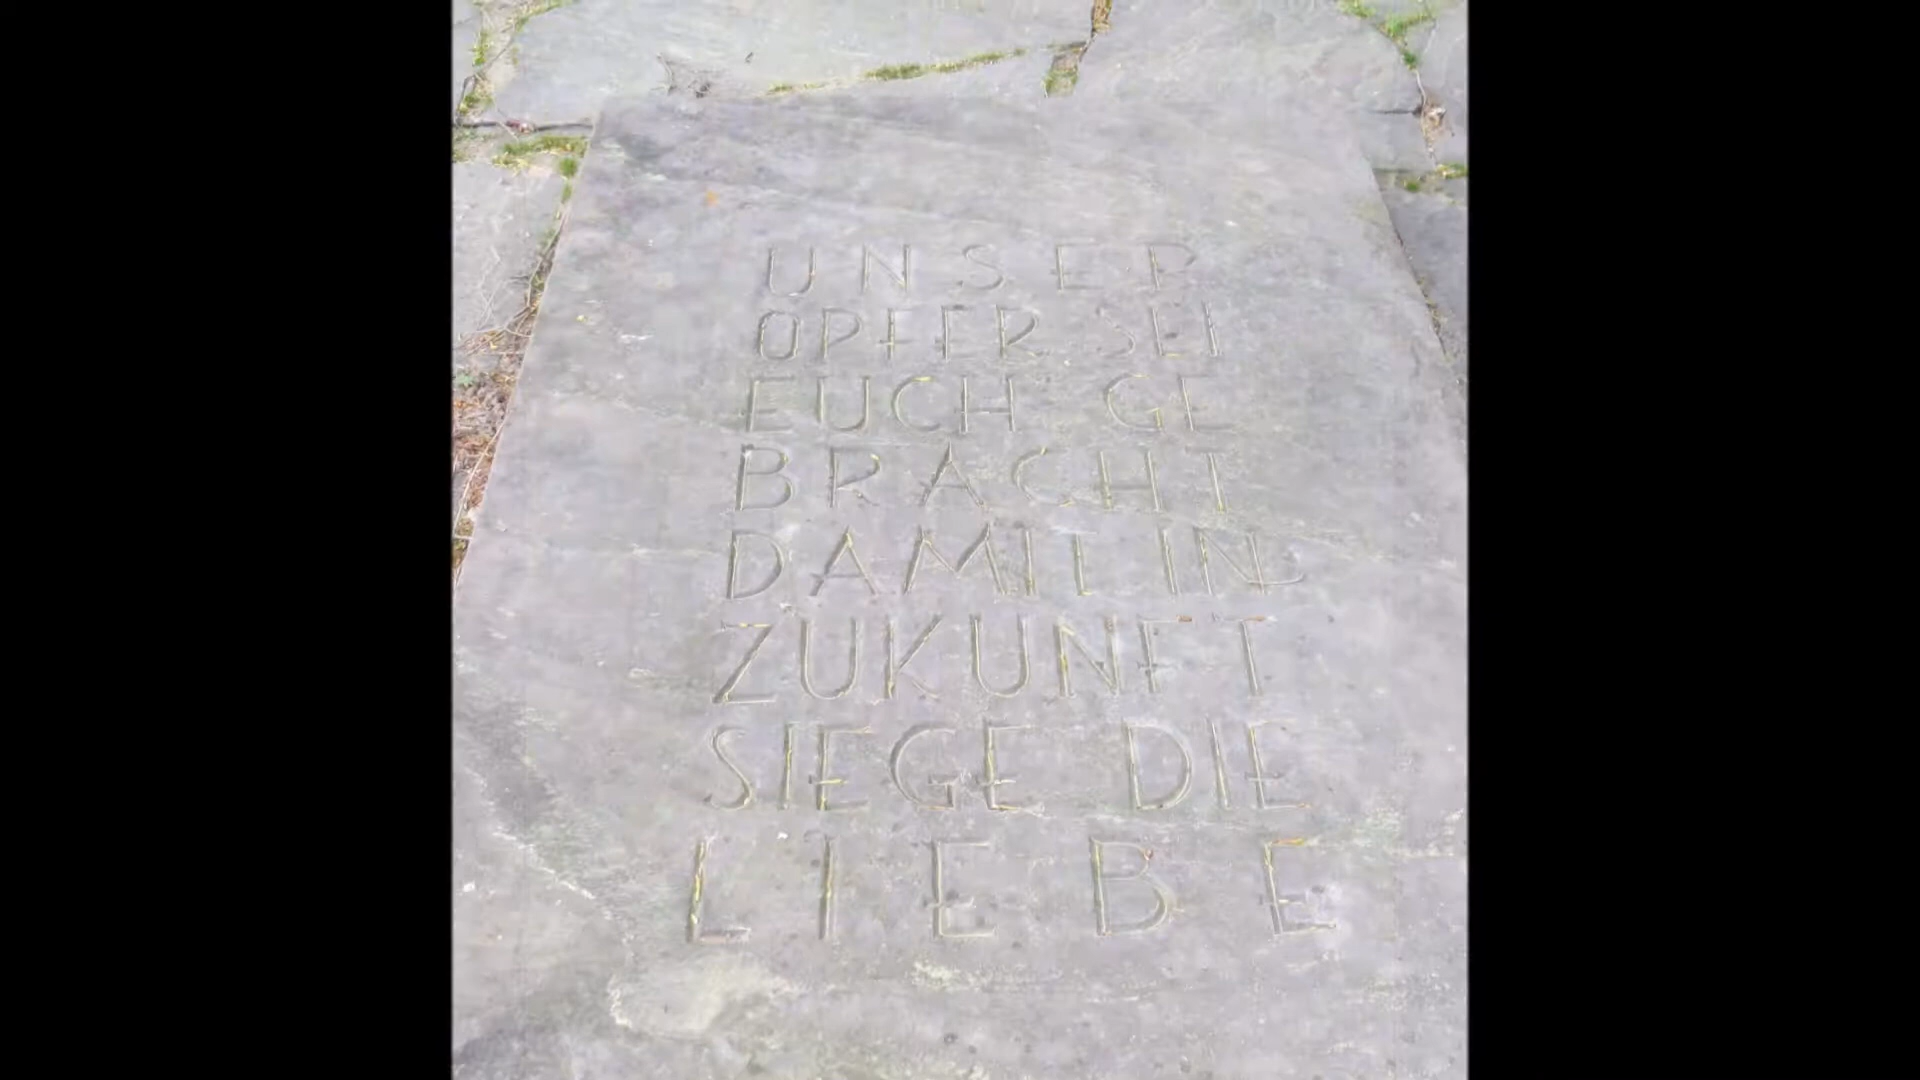 UNSER
OPFER SEI
EUCH GE
BRACHT
DAMIT IN
ZUKUNFT
SIEGE DIE
LIEBE